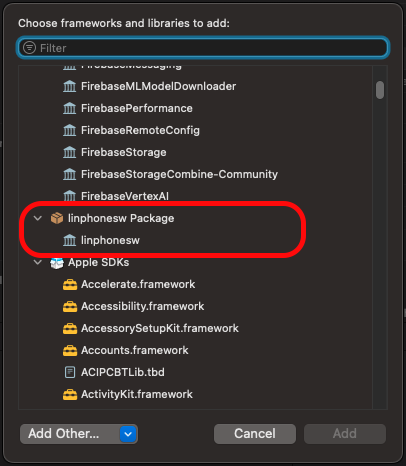 Choose frameworks and libraries to add:
Filter
FirebaseMessaging
FirebaseMLModelDownloader
FirebasePerformance
FirebaseRemoteConfig
FirebaseStorage
FirebaseStorageCombine-Community
FirebaseVertexAI
linphonesw Package
linphonesw
Apple SDKs
Accelerate.framework
Accessibility.framework
AccessorySetupKit.framework
Accounts.framework
ACIPCBTLib.tbd
ActivityKit.framework
Add Other...
Cancel
Add